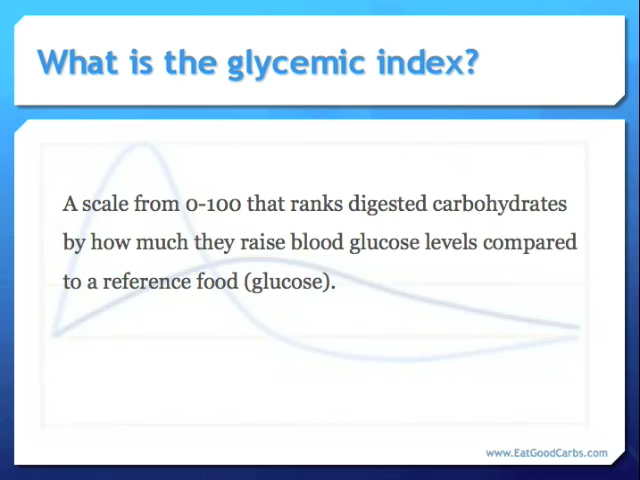 What is the glycemic index?
A scale from 0-100 that ranks digested carbohydrates
by how much they raise blood glucose levels compared
to a reference food (glucose).
www.EatGoodCarbs.com